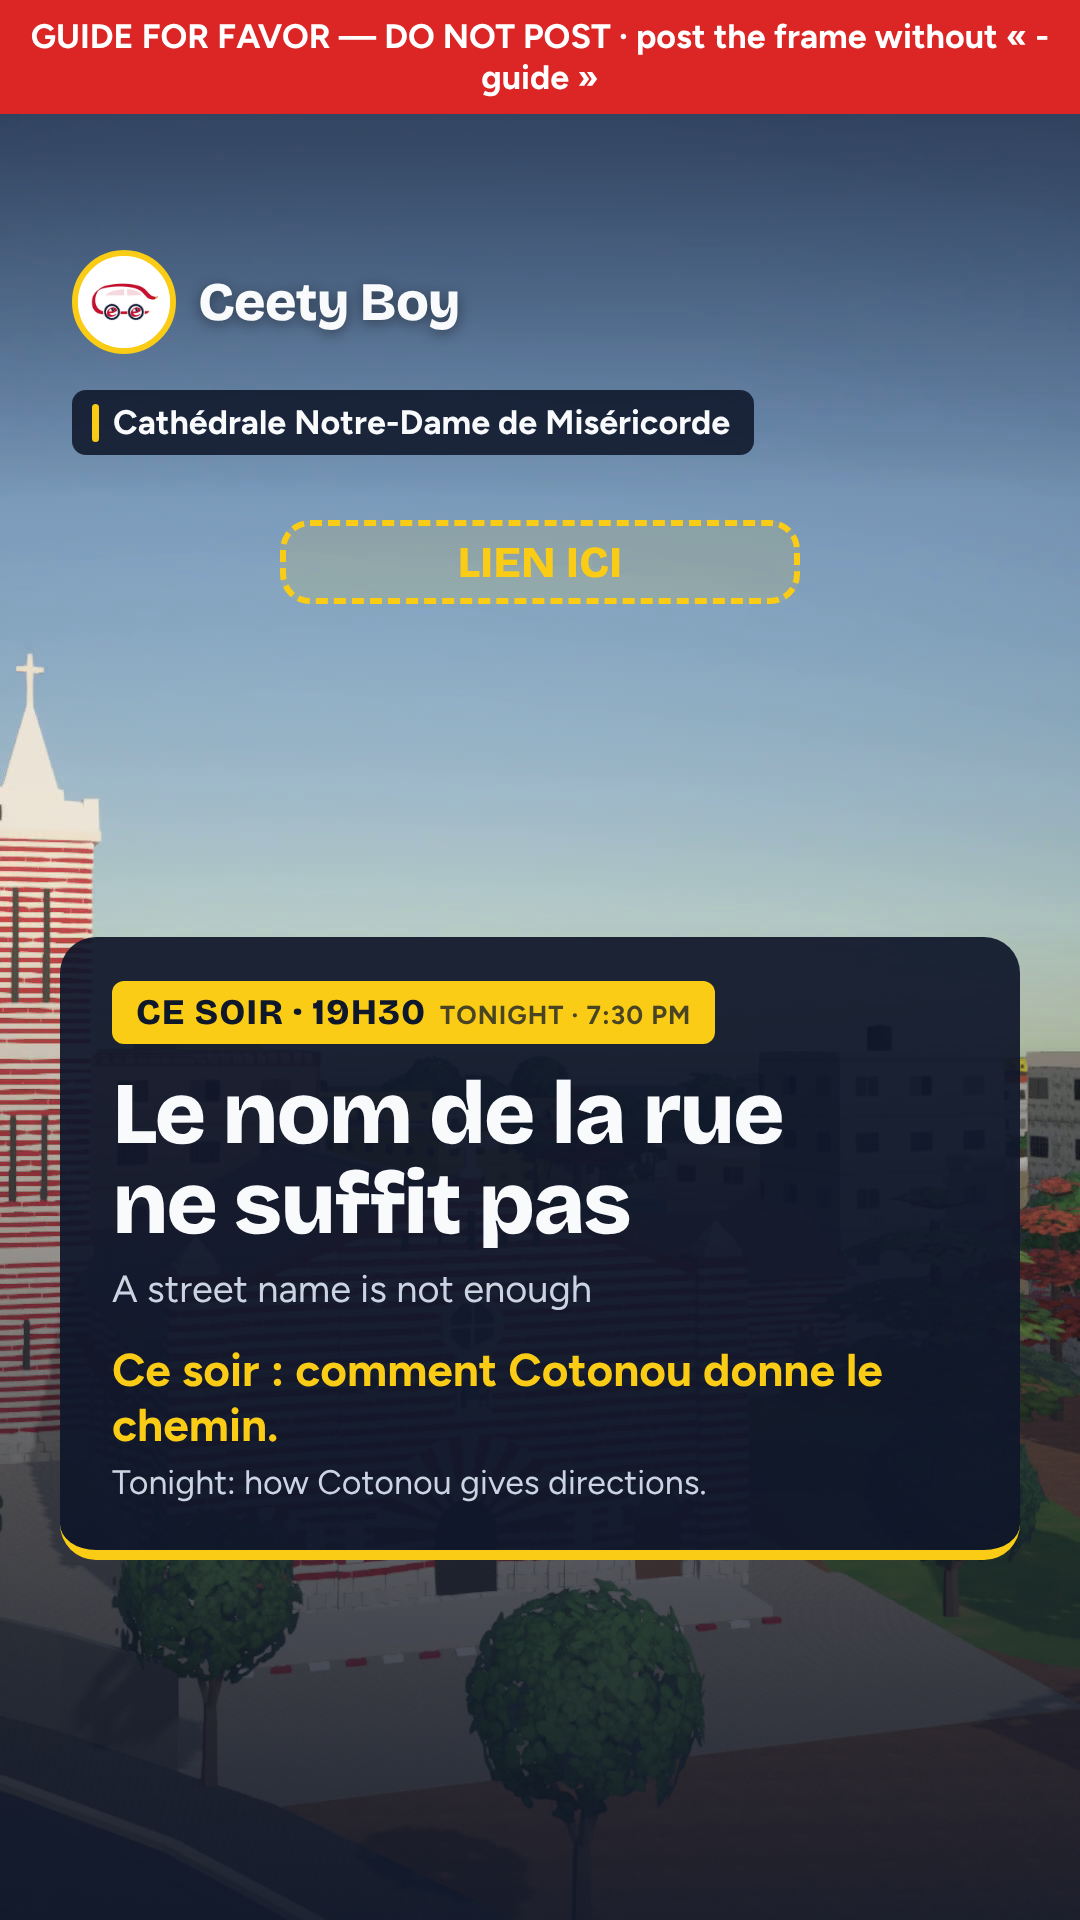 GUIDE FOR FAVOR — DO NOT POST · post the frame without « -
guide »
Ceety Boy
Cathédrale Notre-Dame de Miséricorde
LIEN ICI
CE SOIR · 19H30 TONIGHT · 7:30 PM
Le nom de la rue
ne suffit pas
A street name is not enough
Ce soir : comment Cotonou donne le
chemin.
Tonight: how Cotonou gives directions.